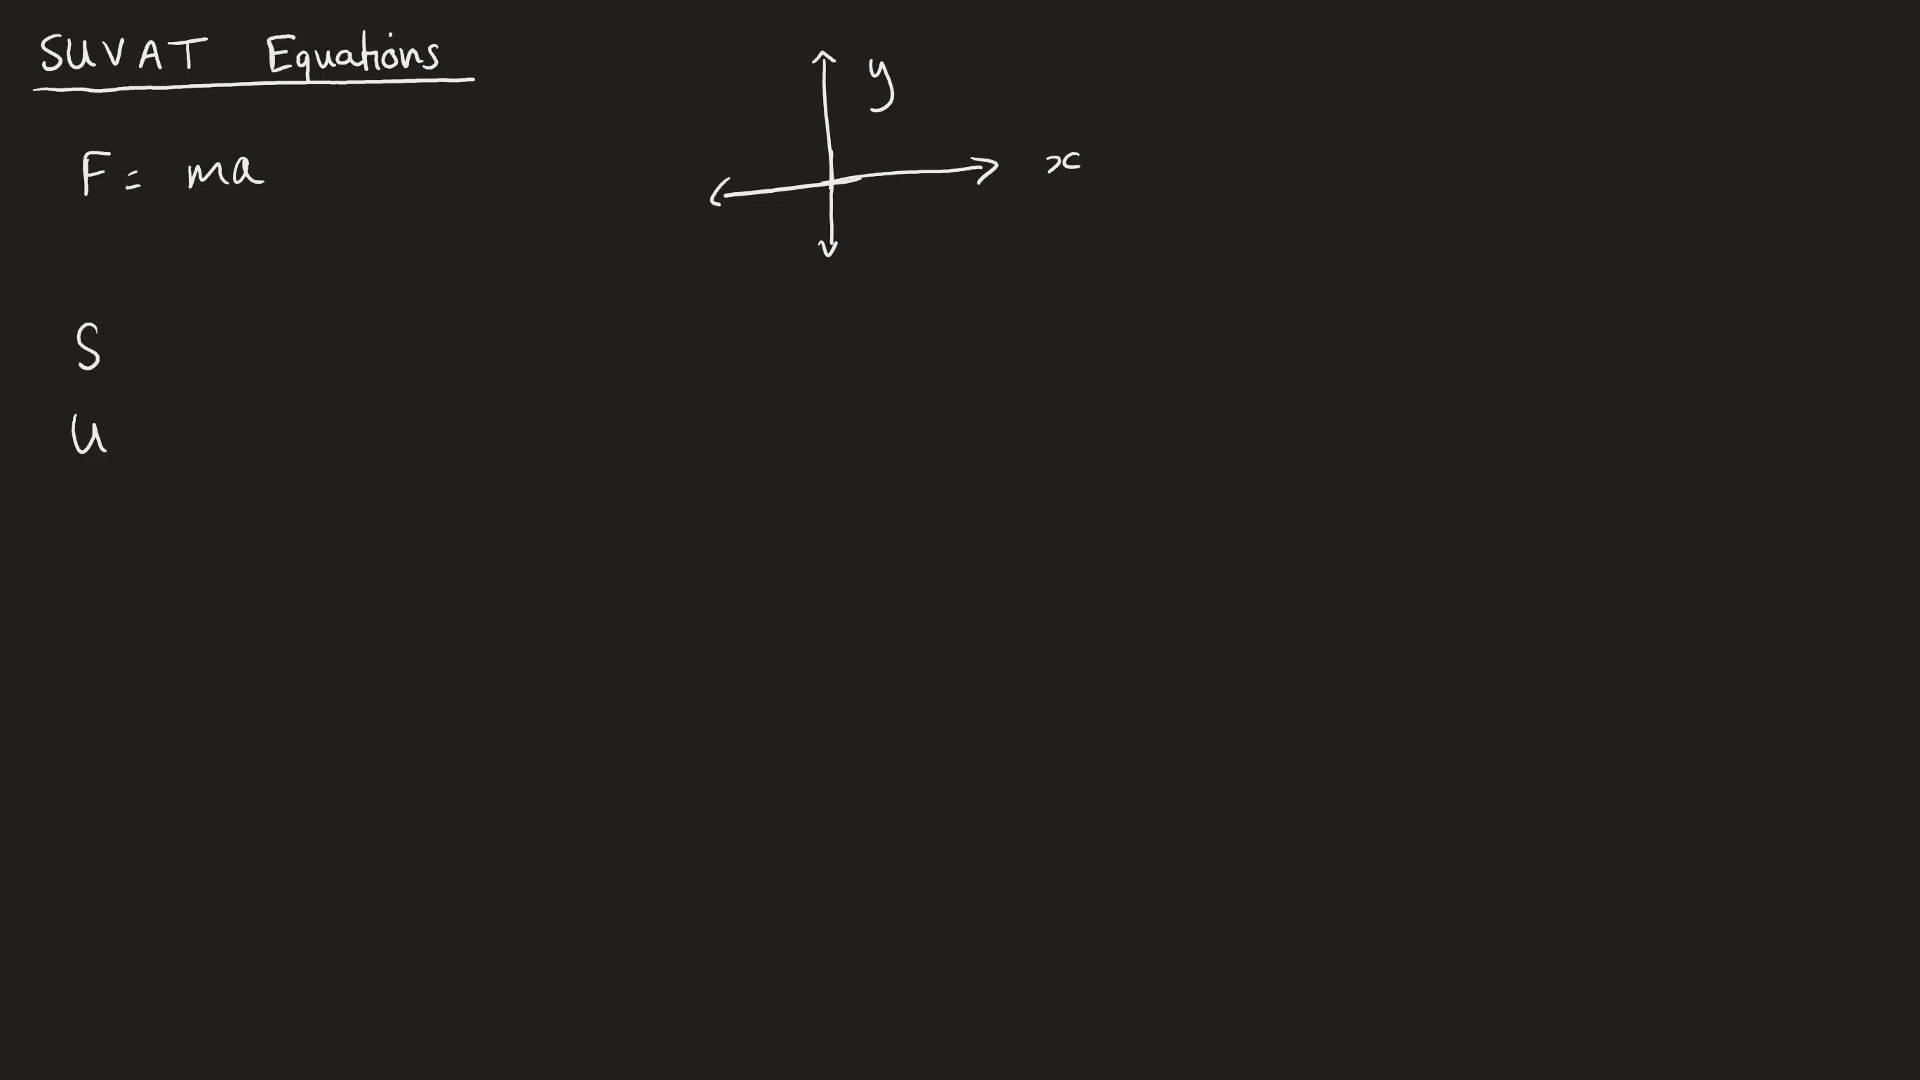 SUVAT Equations
y
F = ma
x
S
U